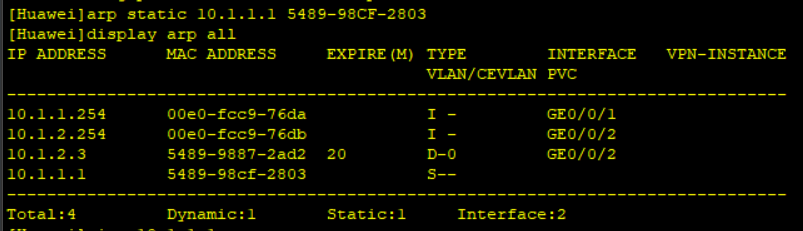 [Huawei]arp static 10.1.1.1 5489-98CF-2803
[Huawei]display arp all
IP ADDRESS      MAC ADDRESS     EXPIRE(M) TYPE        INTERFACE   VPN-INSTANCE
                                          VLAN/CEVLAN PVC
------------------------------------------------------------------------------
10.1.1.254      00e0-fcc9-76da            I -         GE0/0/1
10.1.2.254      00e0-fcc9-76db            I -         GE0/0/2
10.1.2.3        5489-9887-2ad2  20        D-0         GE0/0/2
10.1.1.1        5489-98cf-2803            S--
------------------------------------------------------------------------------
Total:4         Dynamic:1       Static:1     Interface:2